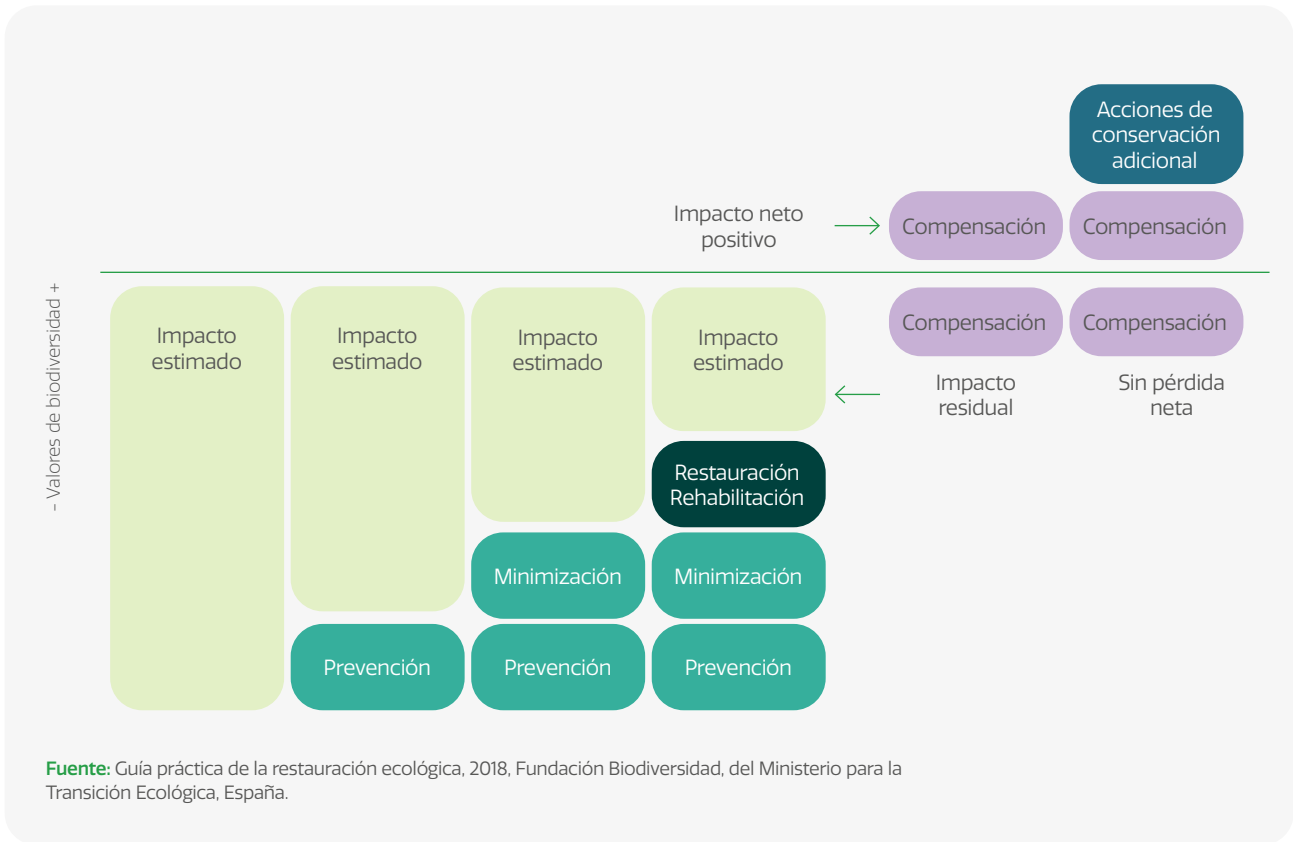 Acciones de
conservación
adicional
Impacto neto
positivo
Compensación
Compensación
- Valores de biodiversidad +
Impacto
estimado
Impacto
estimado
Impacto
estimado
Impacto
estimado
Compensación
Compensación
Impacto
residual
Sin pérdida
neta
Restauración
Rehabilitación
Minimización
Minimización
Prevención
Prevención
Prevención
Fuente: Guía práctica de la restauración ecológica, 2018, Fundación Biodiversidad, del Ministerio para la
Transición Ecológica, España.